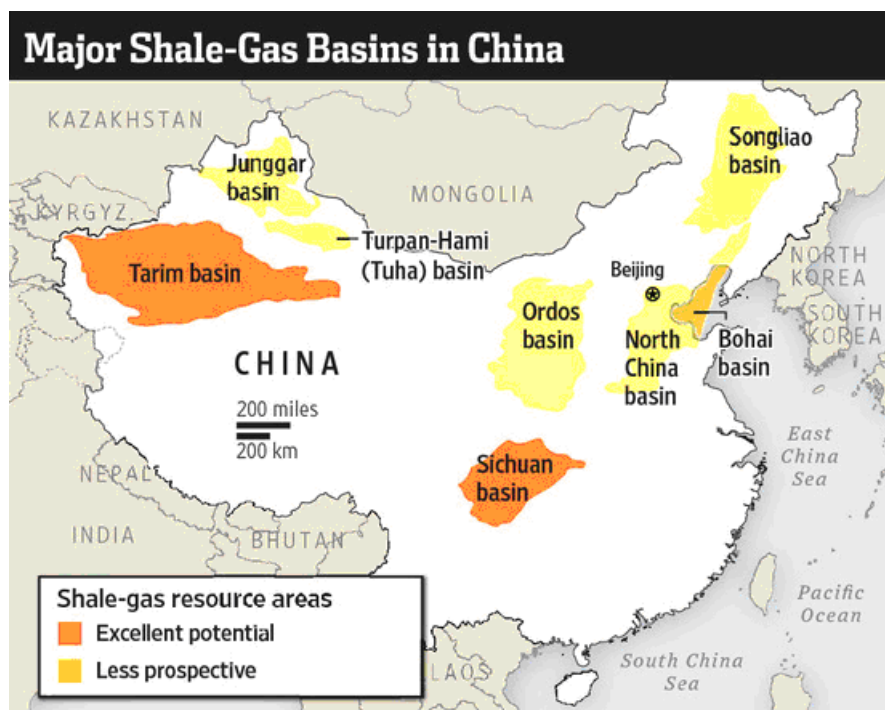 Major Shale-Gas Basins in China
KAZAKHSTAN
Songliao
basin
Junggar
basin
MONGOLIA
KYRGYZ.
Turpan-Hami
(Tuha) basin
NORTH
KOREA
Tarim basin
Beijing
Ordos
basin
SOUTH
KOREA
North
China
basin
Bohai
basin
CHINA
200 miles
200 km
East
China
Sea
Sichuan
basin
NEPAL
INDIA
BHUTAN
Pacific
Ocean
Shale-gas resource areas
Excellent potential
Less prospective
LAOS
South China
Sea